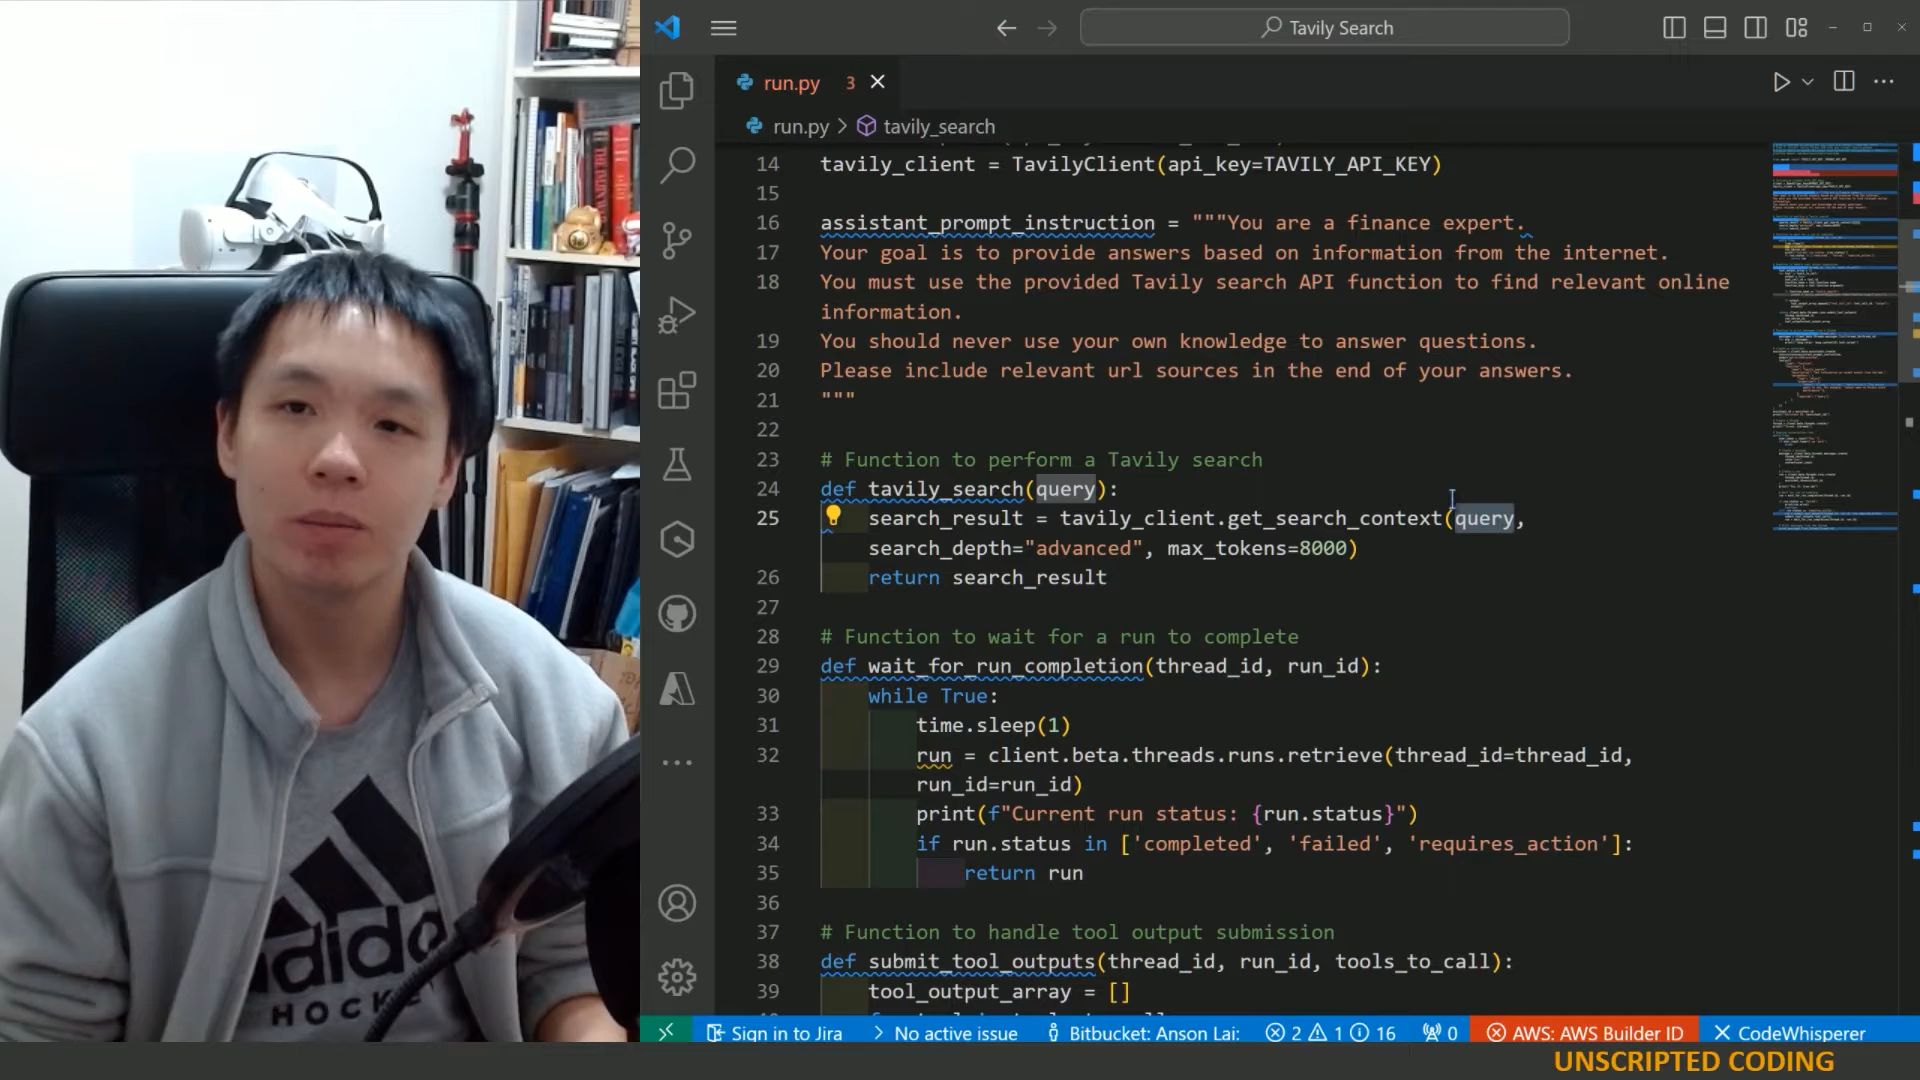 Tavily Search
run.py 3
run.py > tavily_search
14 tavily_client = TavilyClient(api_key=TAVILY_API_KEY)
15
16 assistant_prompt_instruction = """You are a finance expert.
17 Your goal is to provide answers based on information from the internet.
18 You must use the provided Tavily search API function to find relevant online
information.
19 You should never use your own knowledge to answer questions.
20 Please include relevant url sources in the end of your answers.
21 """
22
23 # Function to perform a Tavily search
24 def tavily_search(query):
25 search_result = tavily_client.get_search_context(query,
search_depth="advanced", max_tokens=8000)
26 return search_result
27
28 # Function to wait for a run to complete
29 def wait_for_run_completion(thread_id, run_id):
30 while True:
31 time.sleep(1)
32 run = client.beta.threads.runs.retrieve(thread_id=thread_id,
run_id=run_id)
33 print(f"Current run status: {run.status}")
34 if run.status in ['completed', 'failed', 'requires_action']:
35 return run
36
37 # Function to handle tool output submission
38 def submit_tool_outputs(thread_id, run_id, tools_to_call):
39 tool_output_array = []
Sign in to Jira No active issue Bitbucket: Anson Lai: 2 1 16 0 AWS: AWS Builder ID CodeWhisperer
UNSCRIPTED CODING
adidas
HOCKE